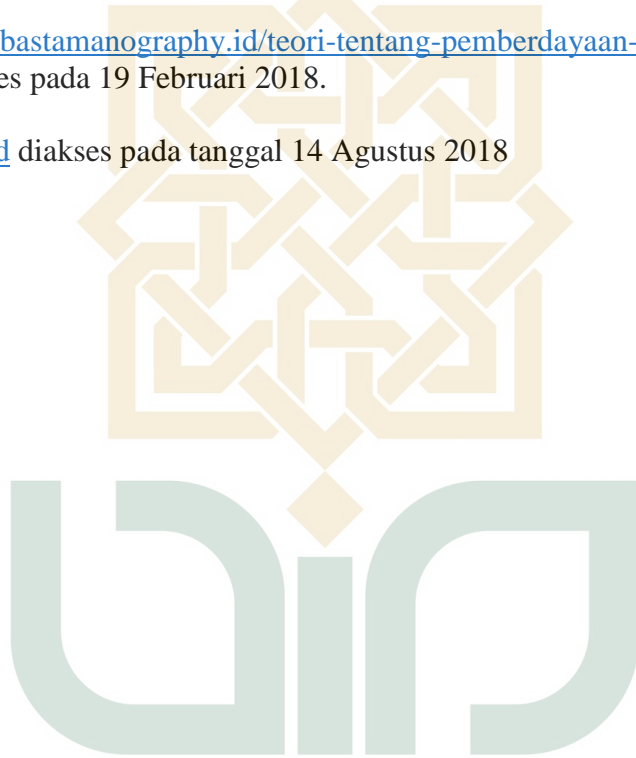 bastamanography.id/teori-tentang-pemberdayaan-
es pada 19 Februari 2018.
d diakses pada tanggal 14 Agustus 2018